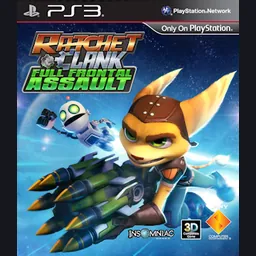 PS3
PlayStation.Network
Only On PlayStation.
RATCHET
CLANK
FULL FRONTAL
ASSAULT
INSOMNIAC
3D